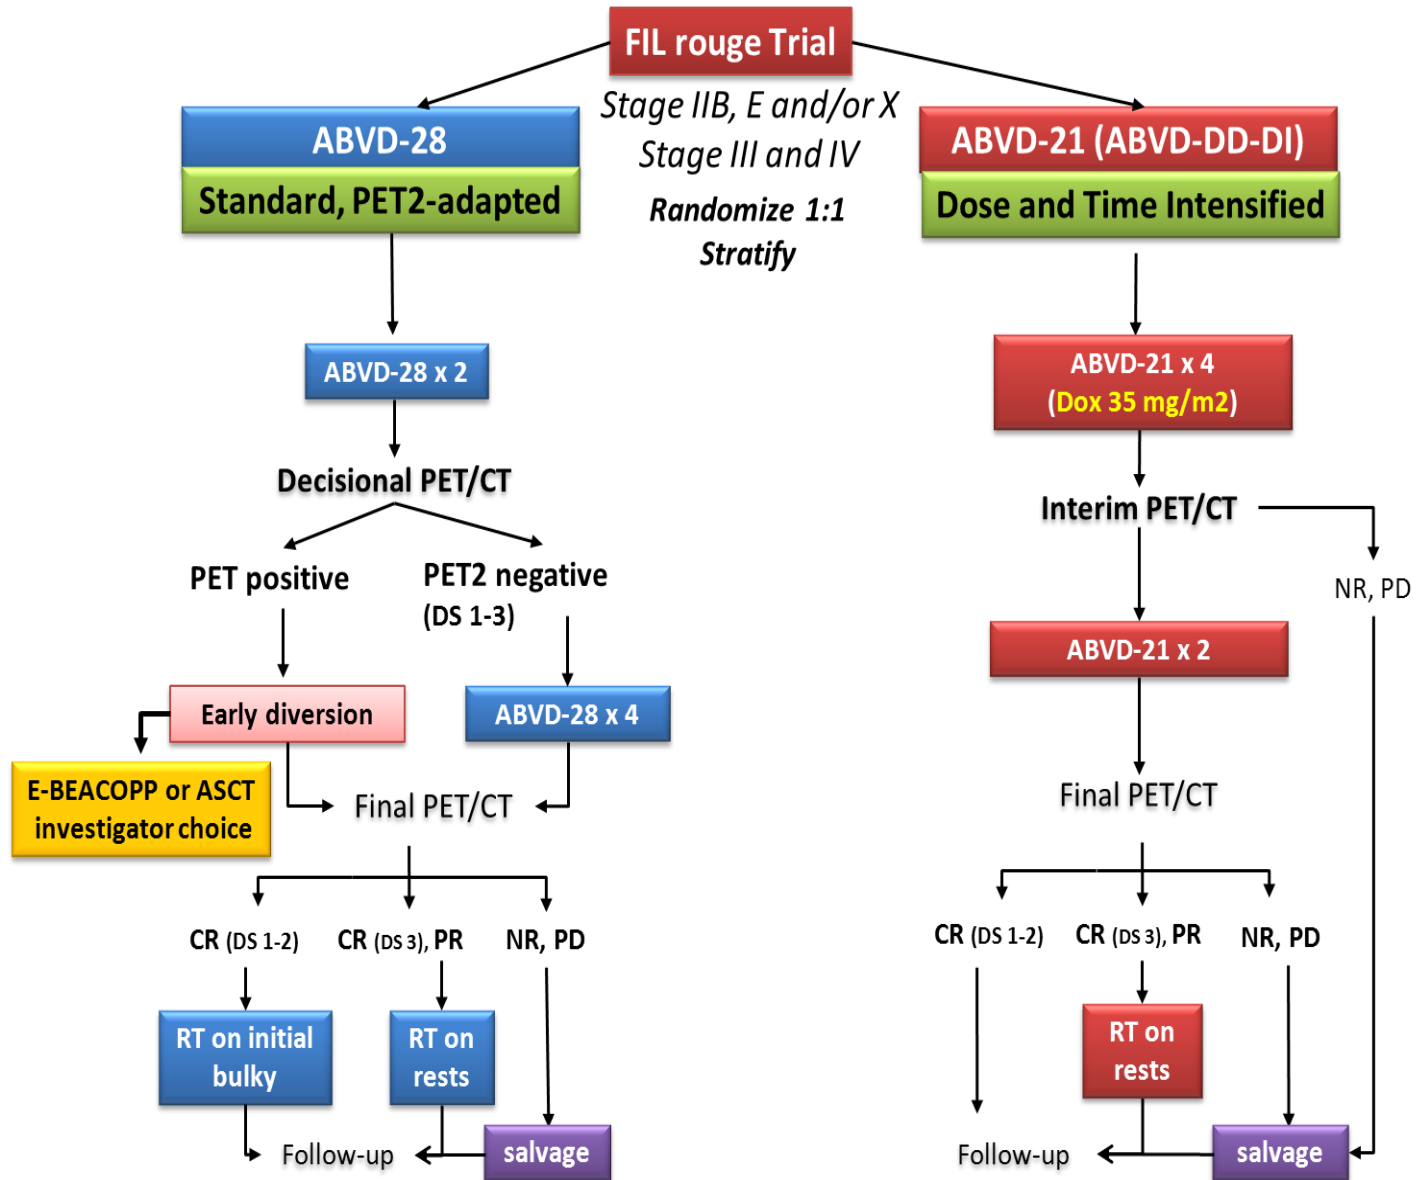 FIL rouge Trial
Stage IIB, E and/or X
Stage III and IV
Randomize 1:1
Stratify
ABVD-28
Standard, PET2-adapted
ABVD-28 x 2
Decisional PET/CT
PET positive
PET2 negative
(DS 1-3)
Early diversion
ABVD-28 x 4
E-BEACOPP or ASCT
investigator choice
Final PET/CT
CR (DS 1-2)
CR (DS 3), PR
NR, PD
RT on initial
bulky
RT on
rests
Follow-up
salvage
ABVD-21 (ABVD-DD-DI)
Dose and Time Intensified
ABVD-21 x 4
(Dox 35 mg/m2)
Interim PET/CT
NR, PD
ABVD-21 x 2
Final PET/CT
CR (DS 1-2)
CR (DS 3), PR
NR, PD
RT on
rests
Follow-up
salvage